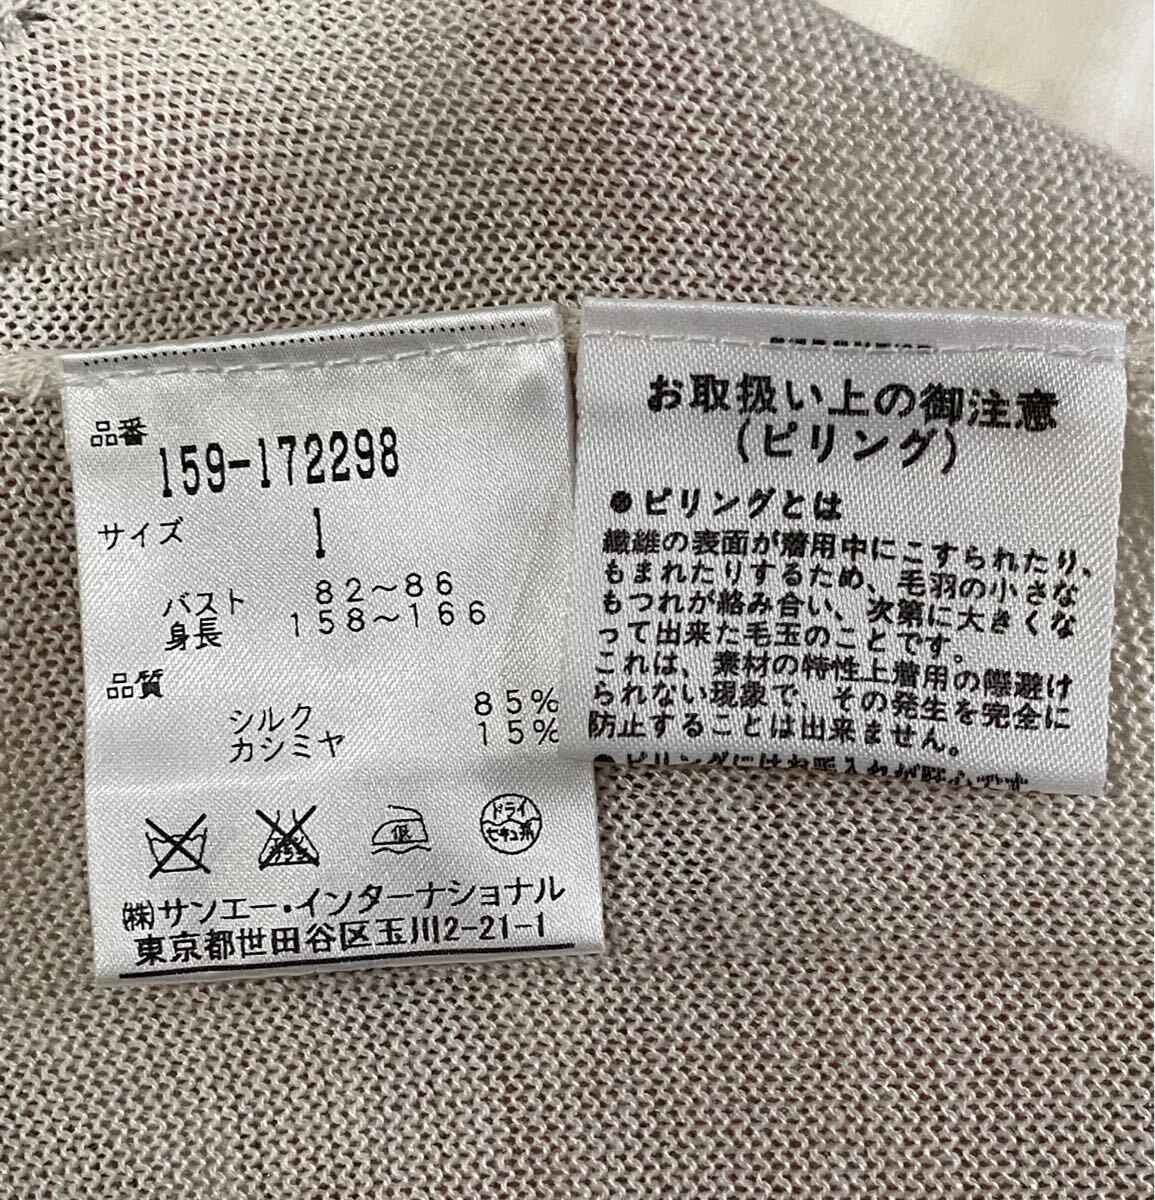 品番
159-172298
サイズ 1
バスト 82~86
身長 158~166
品質
シルク 85%
カシミヤ 15%
低
ドライ
セキユ系
㈱サンエー・インターナショナル
東京都世田谷区玉川2-21-1
お取扱い上の御注意
(ピリング)
●ピリングとは
繊維の表面が着用中にこすられたり、
もまれたりするため、毛羽の小さな
もつれが絡み合い、次第に大きくな
って出来た毛玉のことです。
これは、素材の特性上着用の際避け
られない現象で、その発生を完全に
防止することは出来ません。